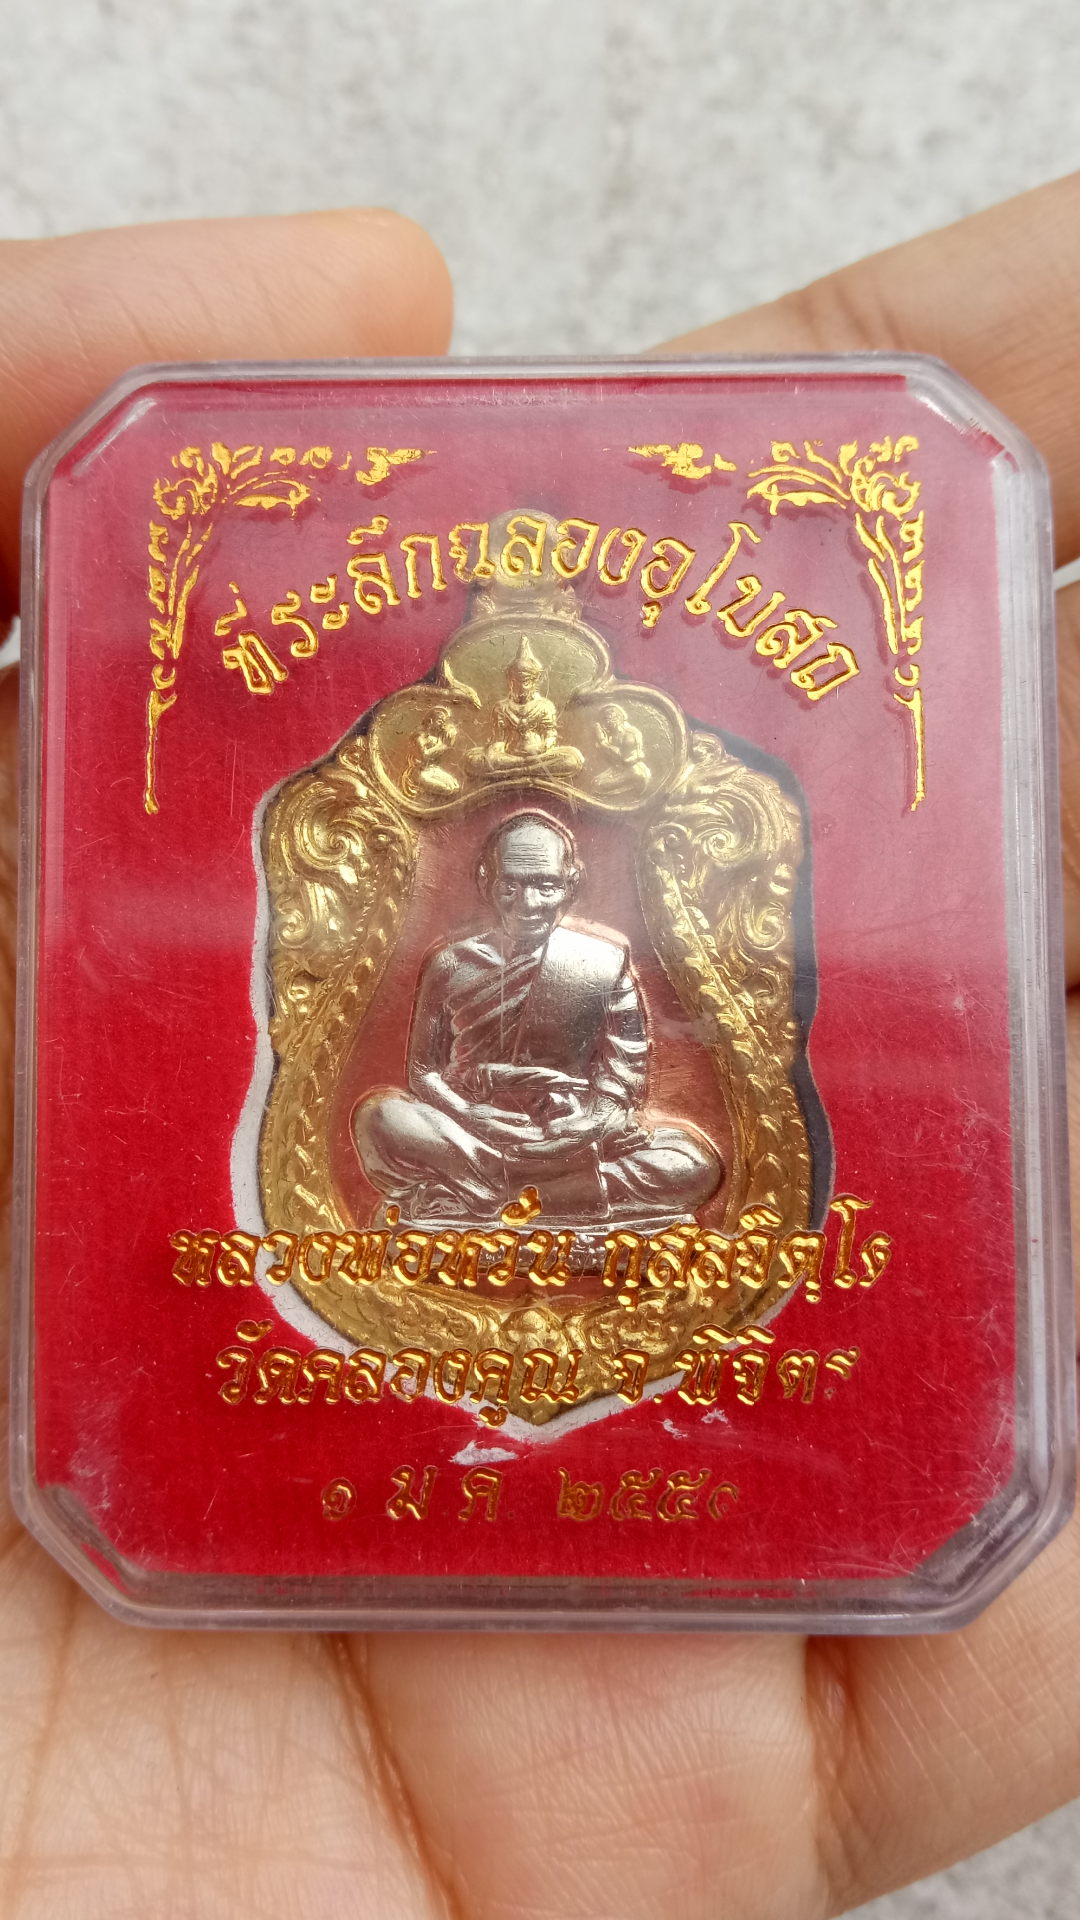 ที่ระลึกฉลองอุโบสถ
หลวงพ่อหวั่น กุสลจิตฺโต
วัดคลองคูณ จ.พิจิตร
๑ ม.ค. ๒๕๕๙